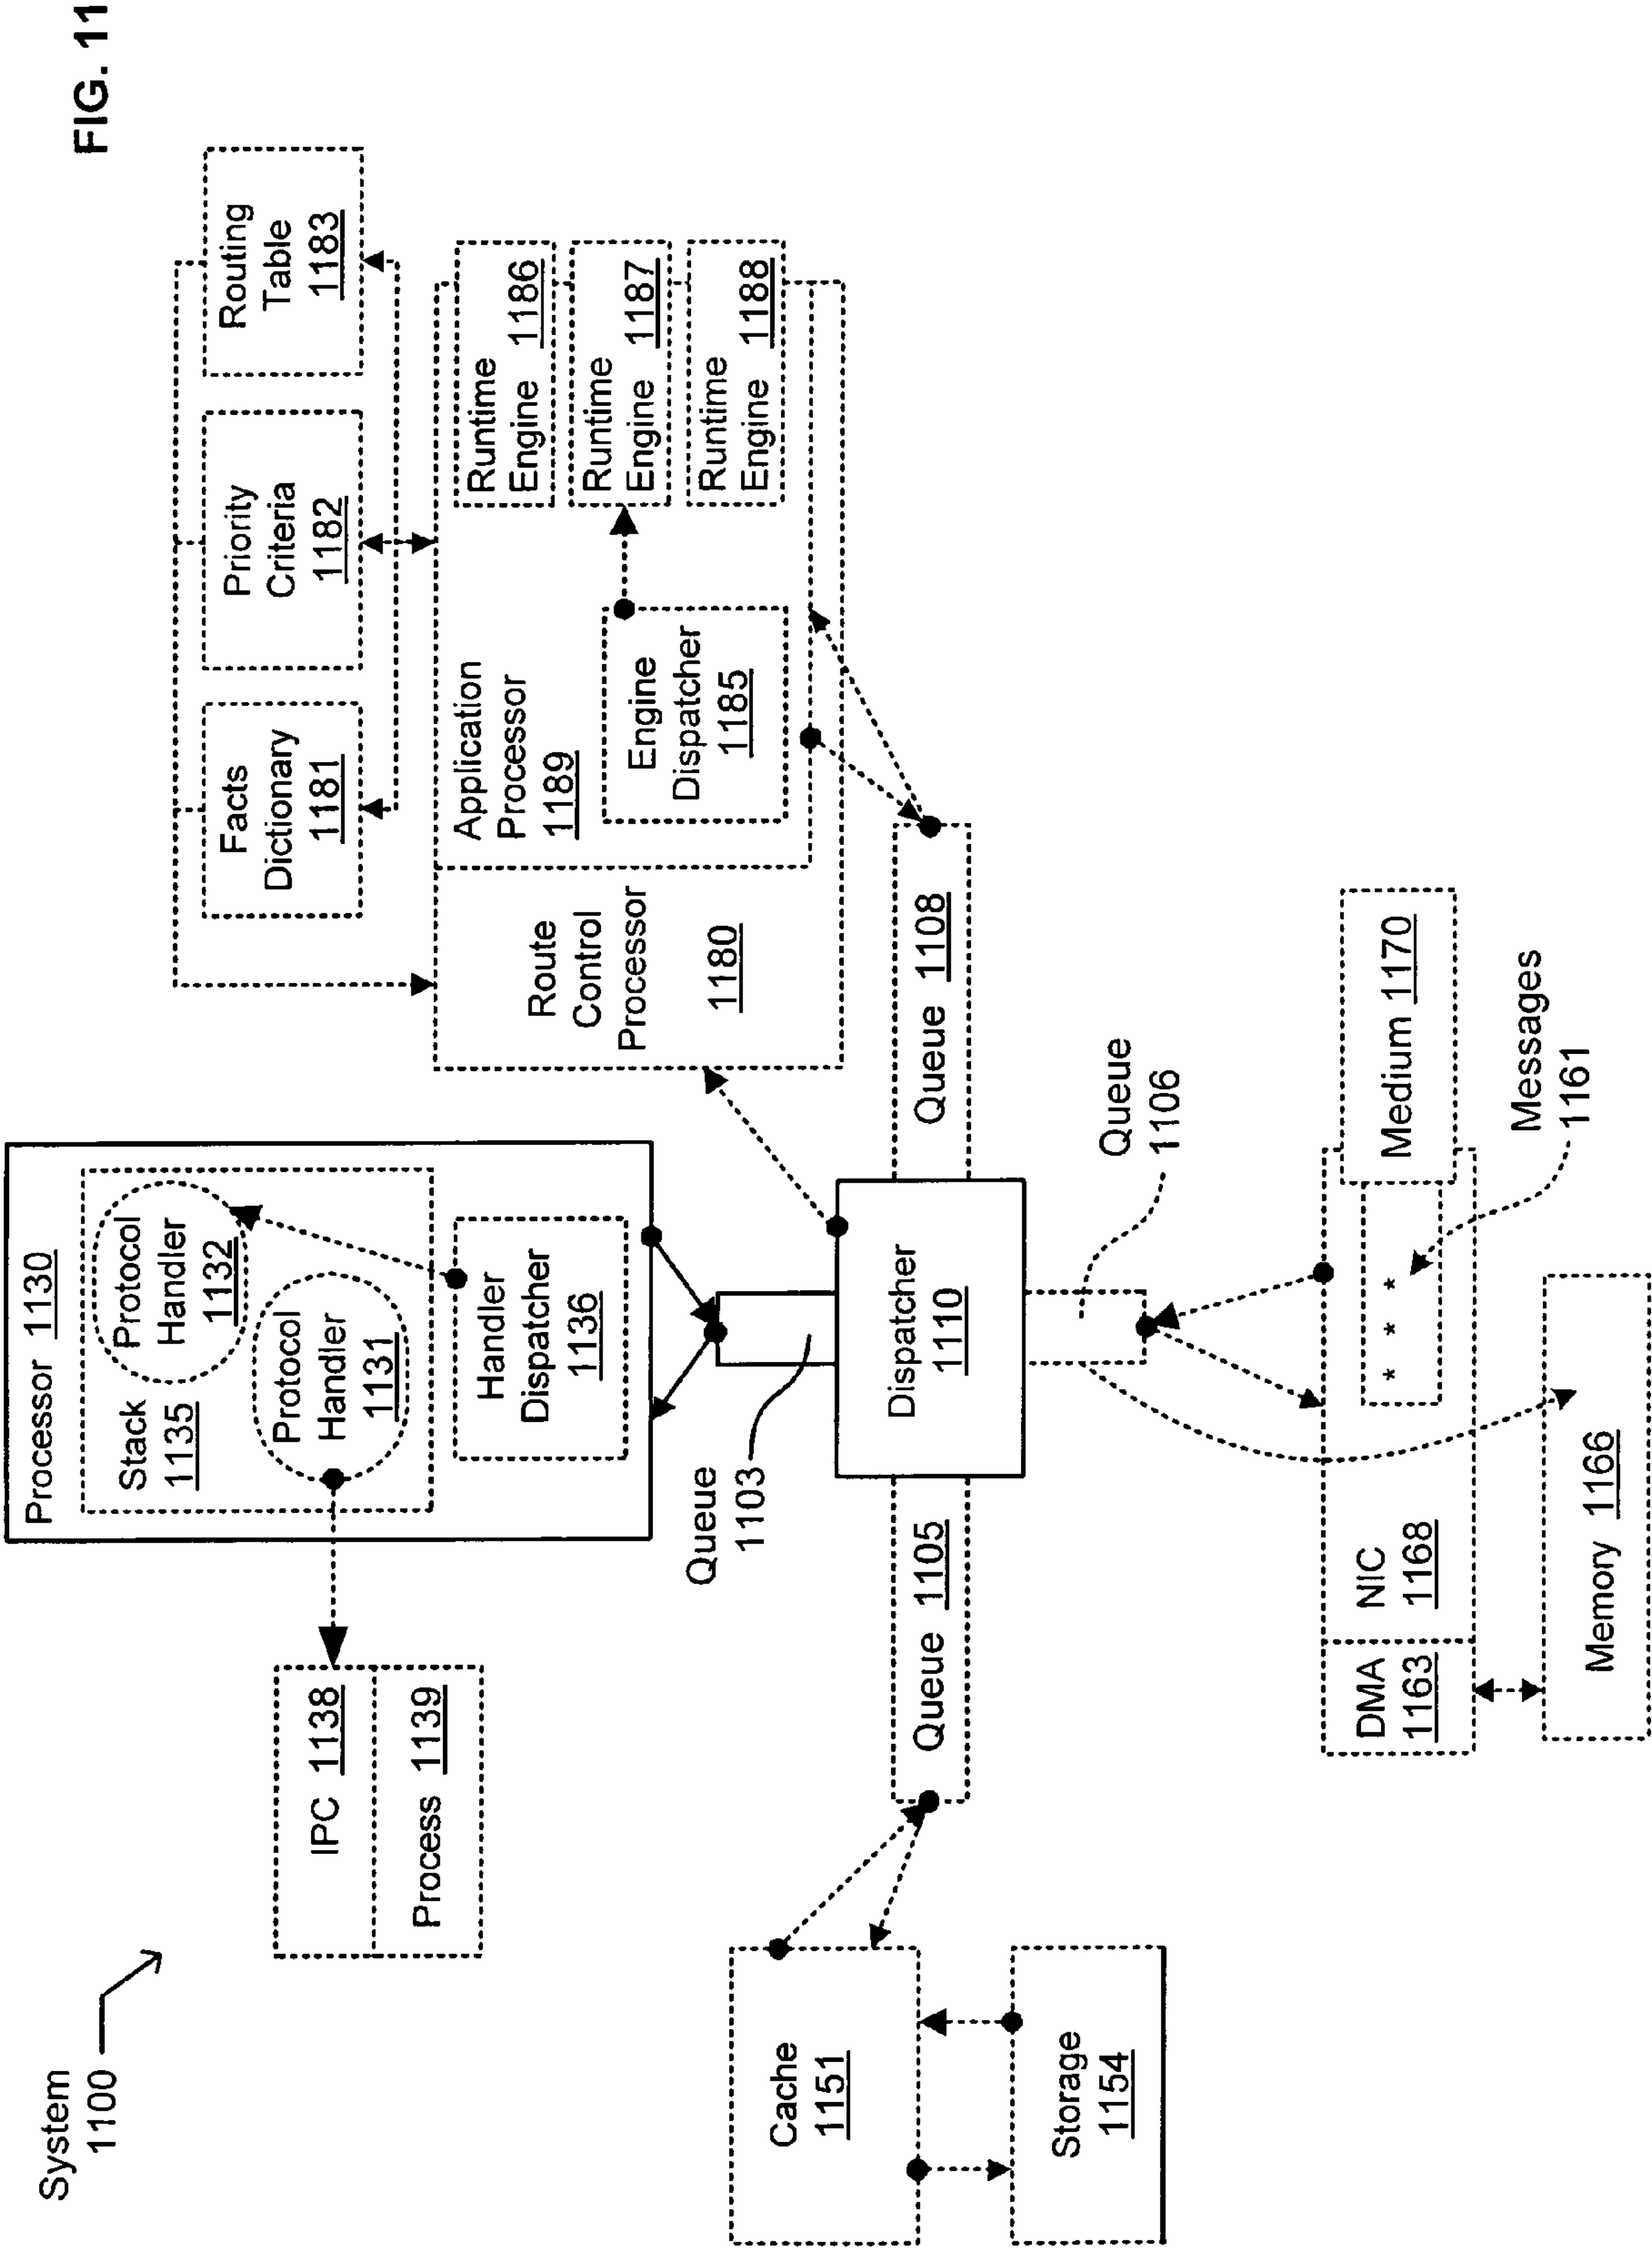 FIG. 11
System
1100
Processor 1130
Stack
1135
Protocol
Handler
1132
Protocol
Handler
1131
Handler
Dispatcher
1136
IPC 1138
Process 1139
Facts
Dictionary
1181
Priority
Criteria
1182
Routing
Table
1183
Route
Control
Processor
1180
Application
Processor
1189
Engine
Dispatcher
1185
Runtime
Engine 1186
Runtime
Engine 1187
Runtime
Engine 1188
Queue
1103
Cache
1151
Storage
1154
Queue 1105
Dispatcher
1110
Queue 1108
Queue
1106
DMA
1163
NIC
1168
* * *
Medium 1170
Messages
1161
Memory 1166